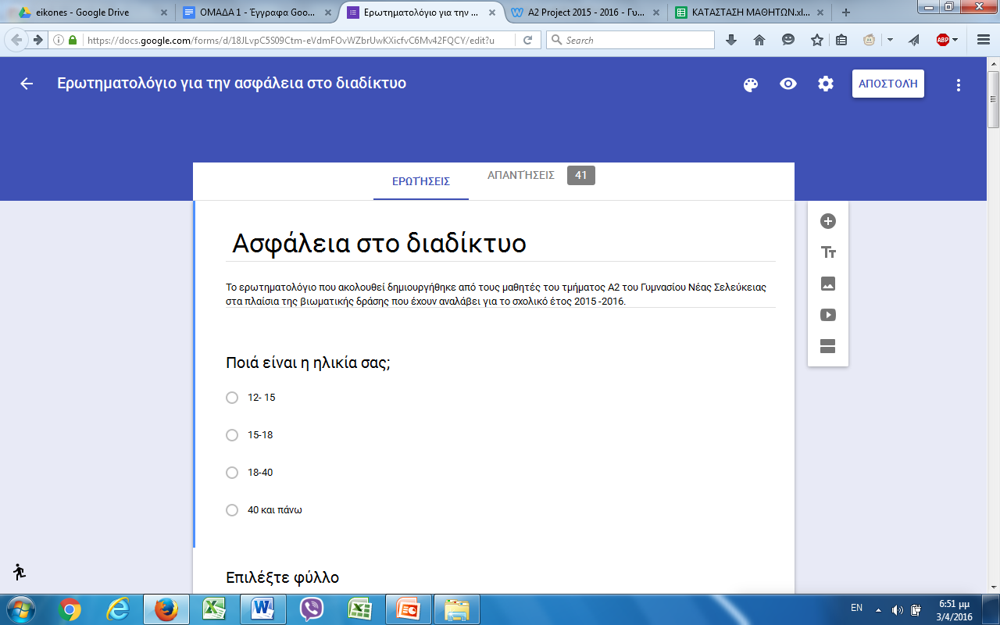 eikones - Google Drive
ΟΜΑΔΑ 1 - Έγγραφα Goo...
Ερωτηματολόγιο για την ...
A2 Project 2015 - 2016 - Γυ...
ΚΑΤΑΣΤΑΣΗ ΜΑΘΗΤΩΝ.xl...
https://docs.google.com/forms/d/18JLvpC5S09Ctm-eVdmFOvWZbrUwKXicfvC6Mv42FQCY/edit?u
Search
ABP
Ερωτηματολόγιο για την ασφάλεια στο διαδίκτυο
ΑΠΟΣΤΟΛΉ
ΕΡΩΤΉΣΕΙΣ
ΑΠΑΝΤΉΣΕΙΣ 41
Ασφάλεια στο διαδίκτυο
Το ερωτηματολόγιο που ακολουθεί δημιουργήθηκε από τους μαθητές του τμήματος Α2 του Γυμνασίου Νέας Σελεύκειας
στα πλαίσια της βιωματικής δράσης που έχουν αναλάβει για το σχολικό έτος 2015 -2016.
Ποιά είναι η ηλικία σας;
12- 15
15-18
18-40
40 και πάνω
Επιλέξτε φύλλο
EN
6:51 μμ
3/4/2016